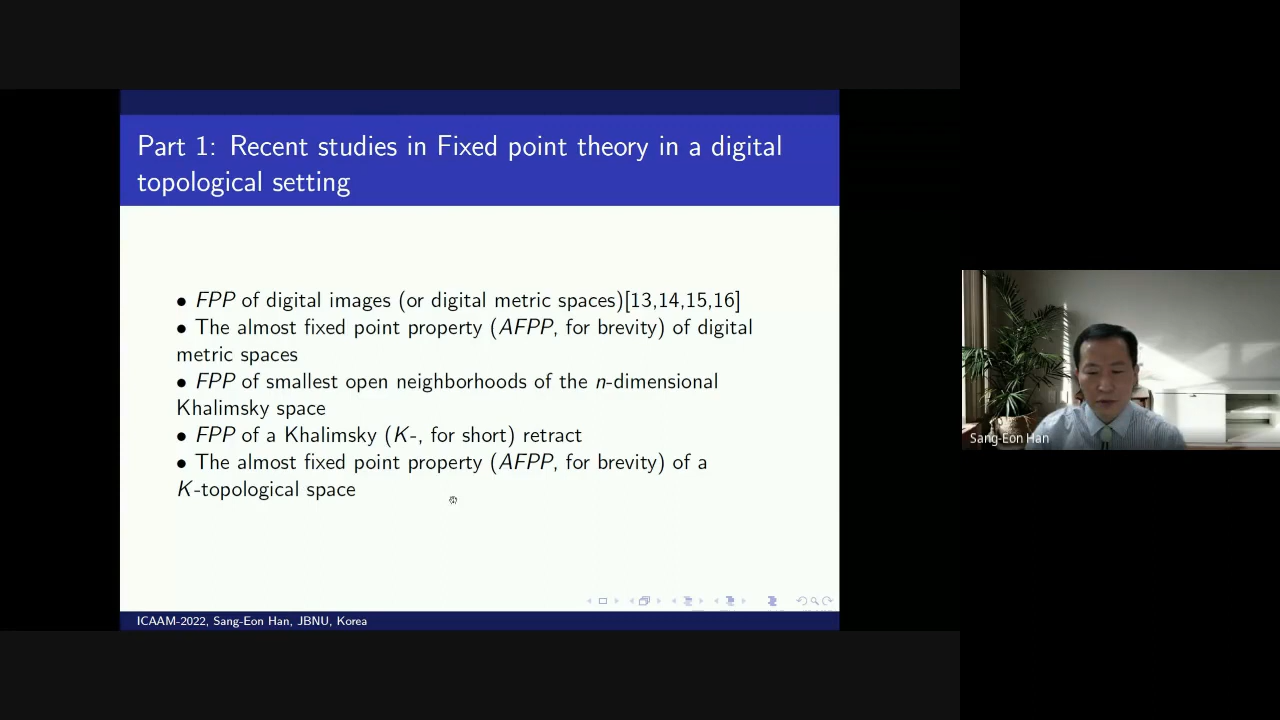 Part 1: Recent studies in Fixed point theory in a digital
topological setting
• FPP of digital images (or digital metric spaces)[13,14,15,16]
• The almost fixed point property (AFPP, for brevity) of digital
metric spaces
• FPP of smallest open neighborhoods of the n-dimensional
Khalimsky space
• FPP of a Khalimsky (K-, for short) retract
• The almost fixed point property (AFPP, for brevity) of a
K-topological space
ICAAM-2022, Sang-Eon Han, JBNU, Korea
Sang-Eon Han